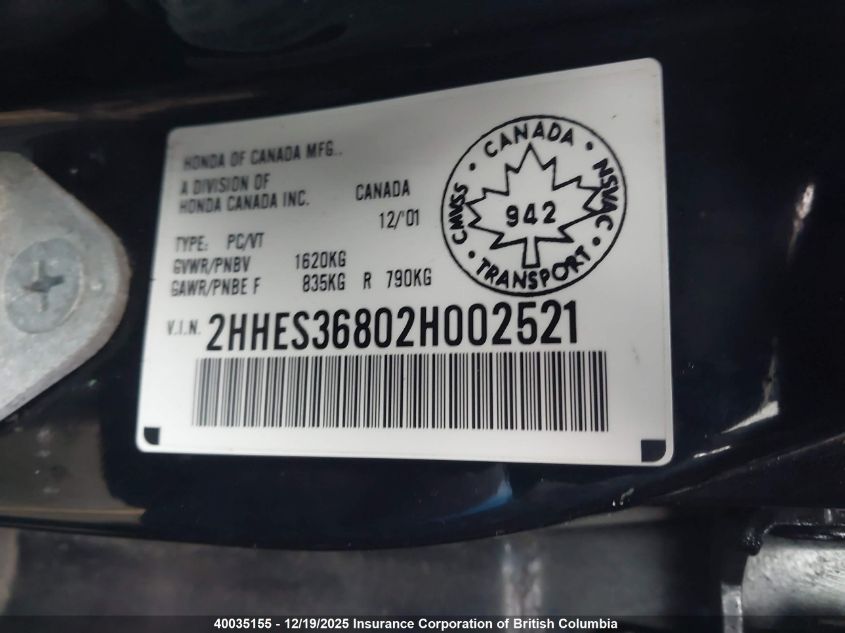 HONDA OF CANADA MFG..
A DIVISION OF
HONDA CANADA INC.
CANADA
12/'01
TYPE: PC/VT
GVWR/PNBV 1620KG
GAWR/PNBE F 835KG R 790KG
V.I.N. 2HHES36802H002521
CANADA
NSVAC
TRANSPORT
CMVSS
942
40035155 - 12/19/2025 Insurance Corporation of British Columbia